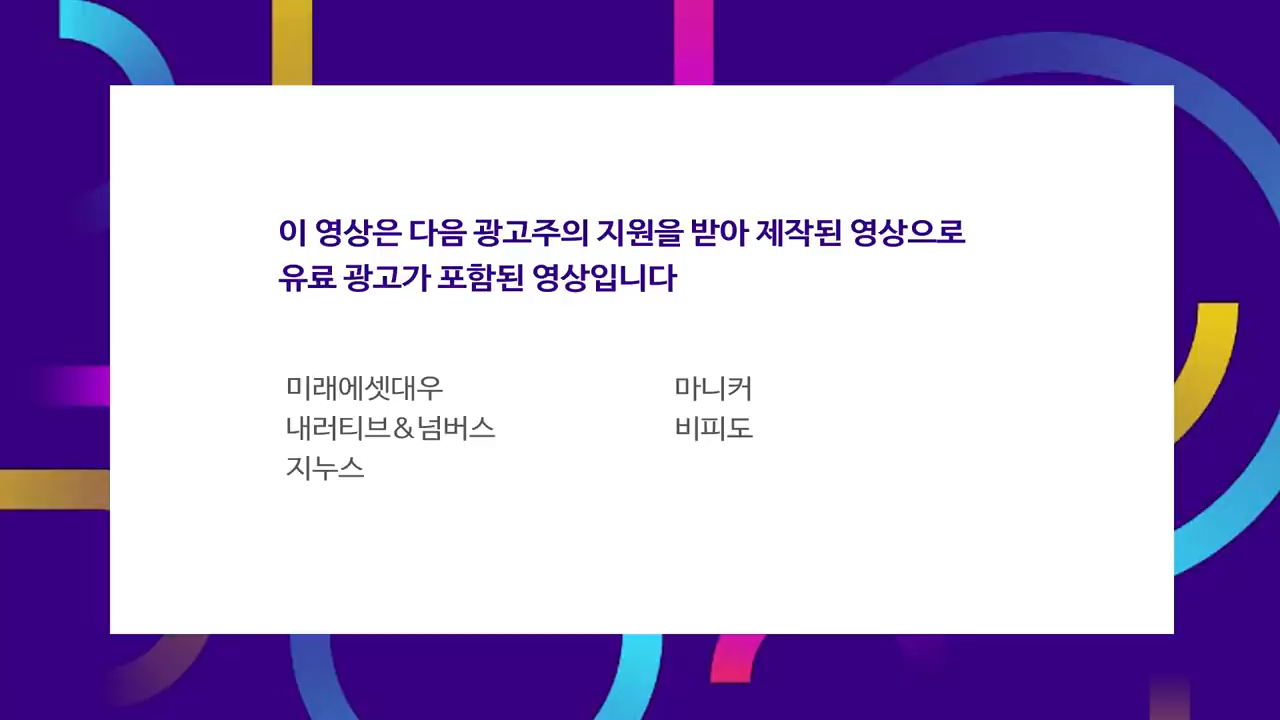 이 영상은 다음 광고주의 지원을 받아 제작된 영상으로
유료 광고가 포함된 영상입니다
미래에셋대우
내러티브&넘버스
지누스
마니커
비피도